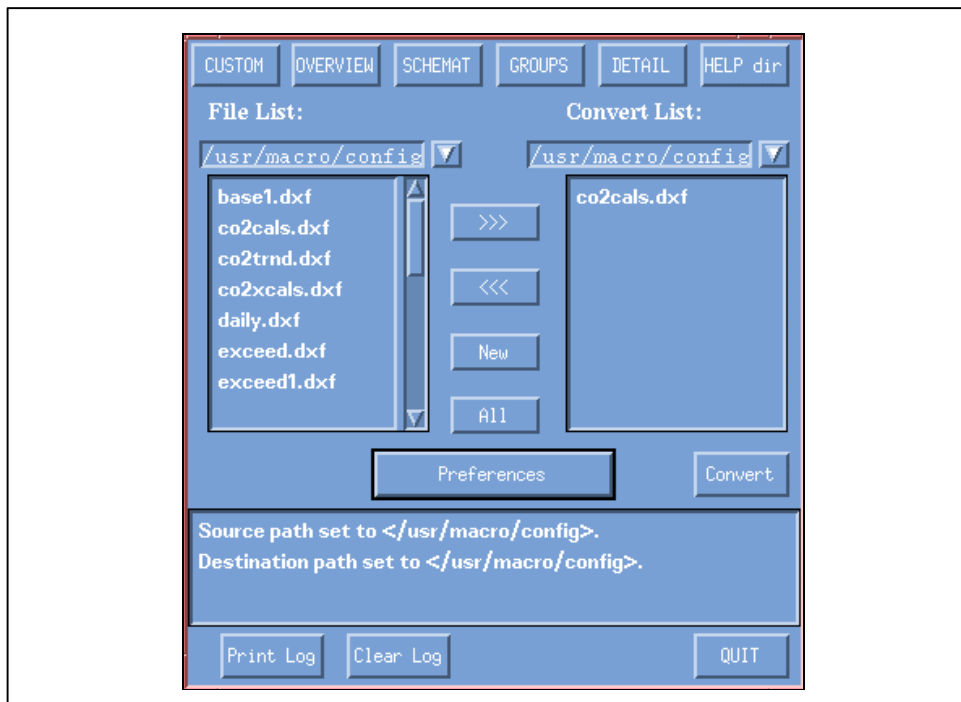 CUSTOM OVERVIEW SCHEMAT GROUPS DETAIL HELP dir
File List: Convert List:
/usr/macro/config /usr/macro/config
base1.dxf co2cals.dxf
co2cals.dxf >>>
co2trnd.dxf
co2xcals.dxf <<<
daily.dxf
exceed.dxf New
exceed1.dxf
All
Preferences Convert
Source path set to </usr/macro/config>.
Destination path set to </usr/macro/config>.
Print Log Clear Log QUIT